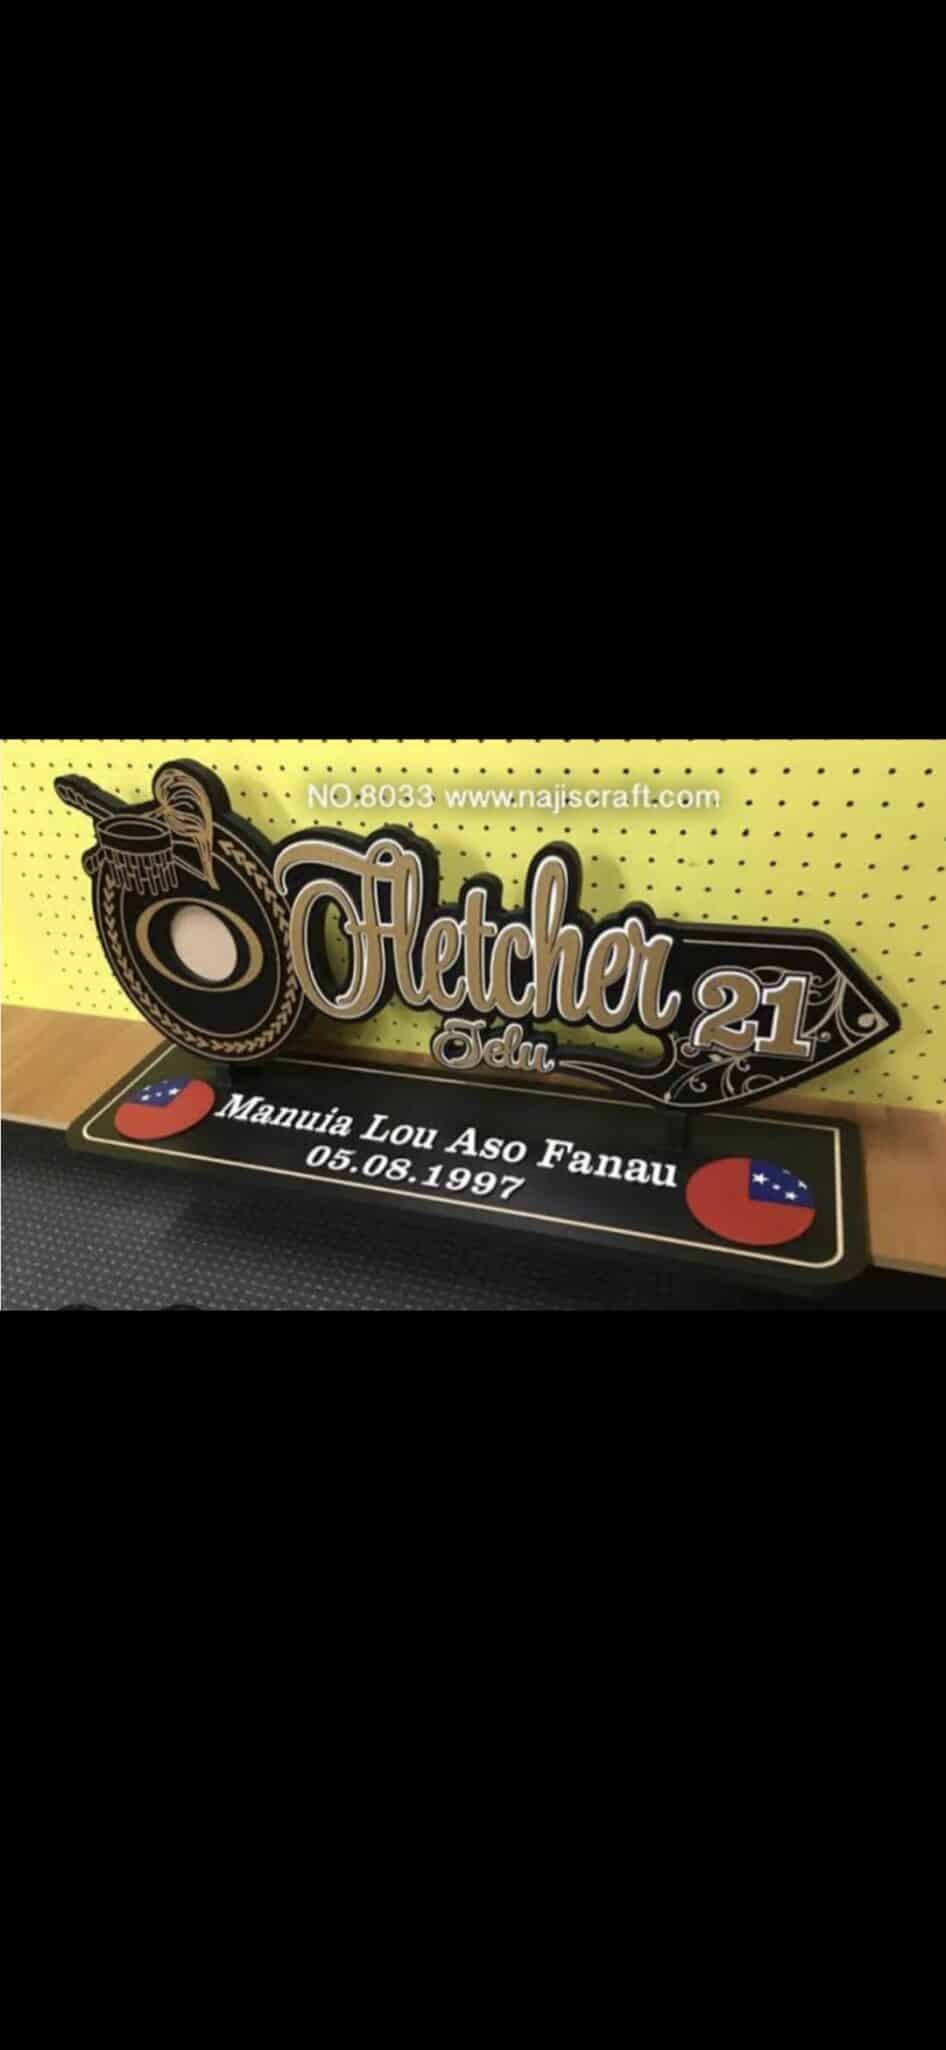 NO.8033 www.najiscraft.com
Fletcher
21
Telu
Manuia Lou Aso Fanau
05.08.1997